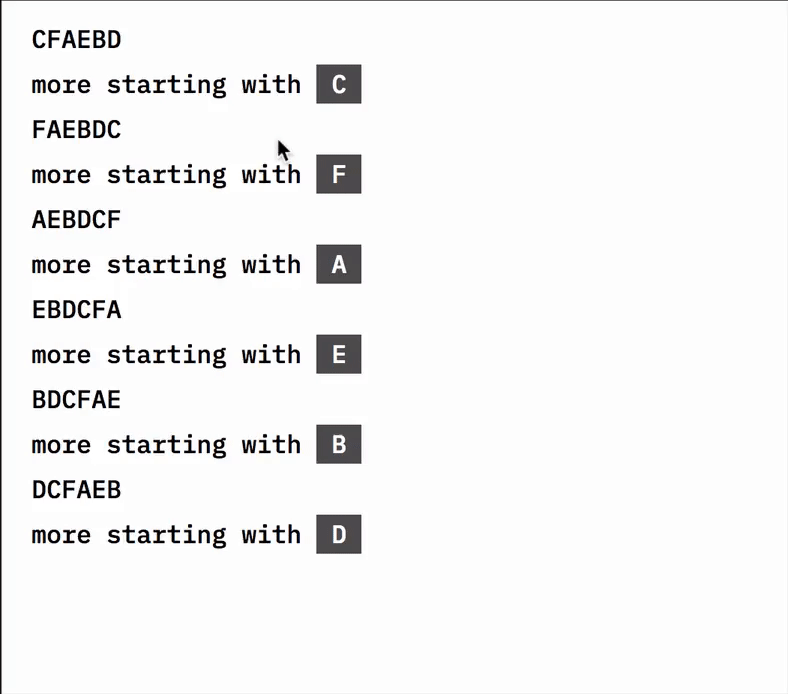 CFAEBD
more starting with C
FAEBDC
more starting with F
AEBDCF
more starting with A
EBDCFA
more starting with E
BDCFAE
more starting with B
DCFAEB
more starting with D